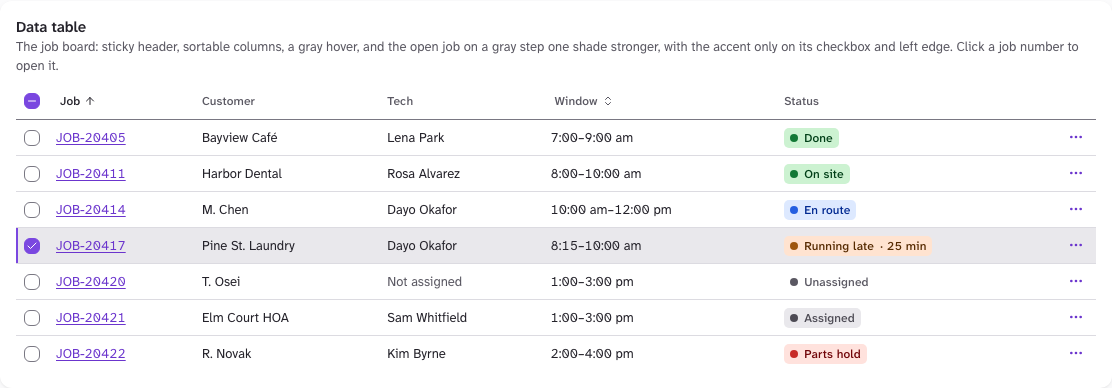 Data table
The job board: sticky header, sortable columns, a gray hover, and the open job on a gray step one shade stronger, with the accent only on its checkbox and left edge. Click a job number to
open it.
Job Customer Tech Window Status
JOB-20405 Bayview Café Lena Park 7:00–9:00 am Done
JOB-20411 Harbor Dental Rosa Alvarez 8:00–10:00 am On site
JOB-20414 M. Chen Dayo Okafor 10:00 am–12:00 pm En route
JOB-20417 Pine St. Laundry Dayo Okafor 8:15–10:00 am Running late · 25 min
JOB-20420 T. Osei Not assigned 1:00–3:00 pm Unassigned
JOB-20421 Elm Court HOA Sam Whitfield 1:00–3:00 pm Assigned
JOB-20422 R. Novak Kim Byrne 2:00–4:00 pm Parts hold